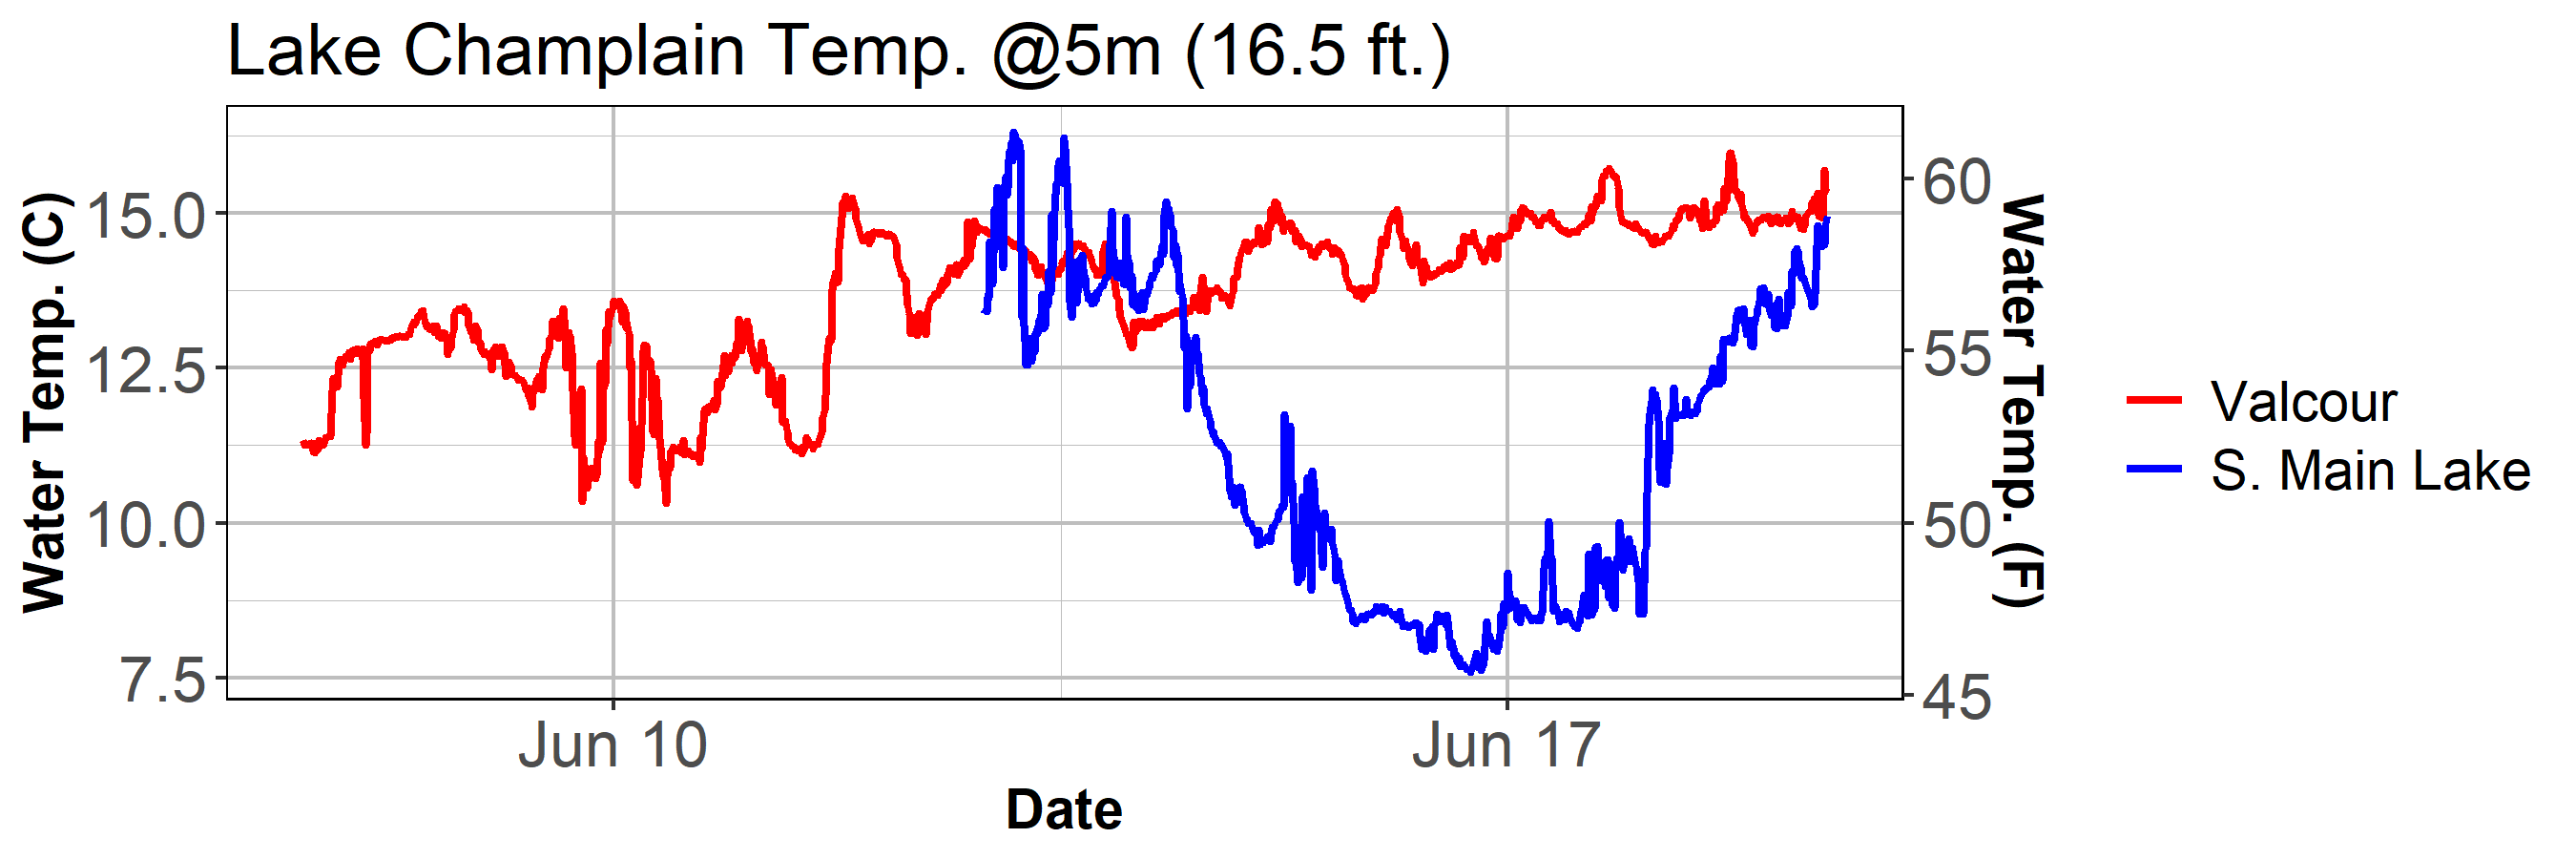 Lake Champlain Temp. @5m (16.5 ft.)
Water Temp. (C)
15.0
12.5
10.0
7.5
60
55
50
45
Water Temp. (F)
Jun 10
Jun 17
Date
Valcour
S. Main Lake